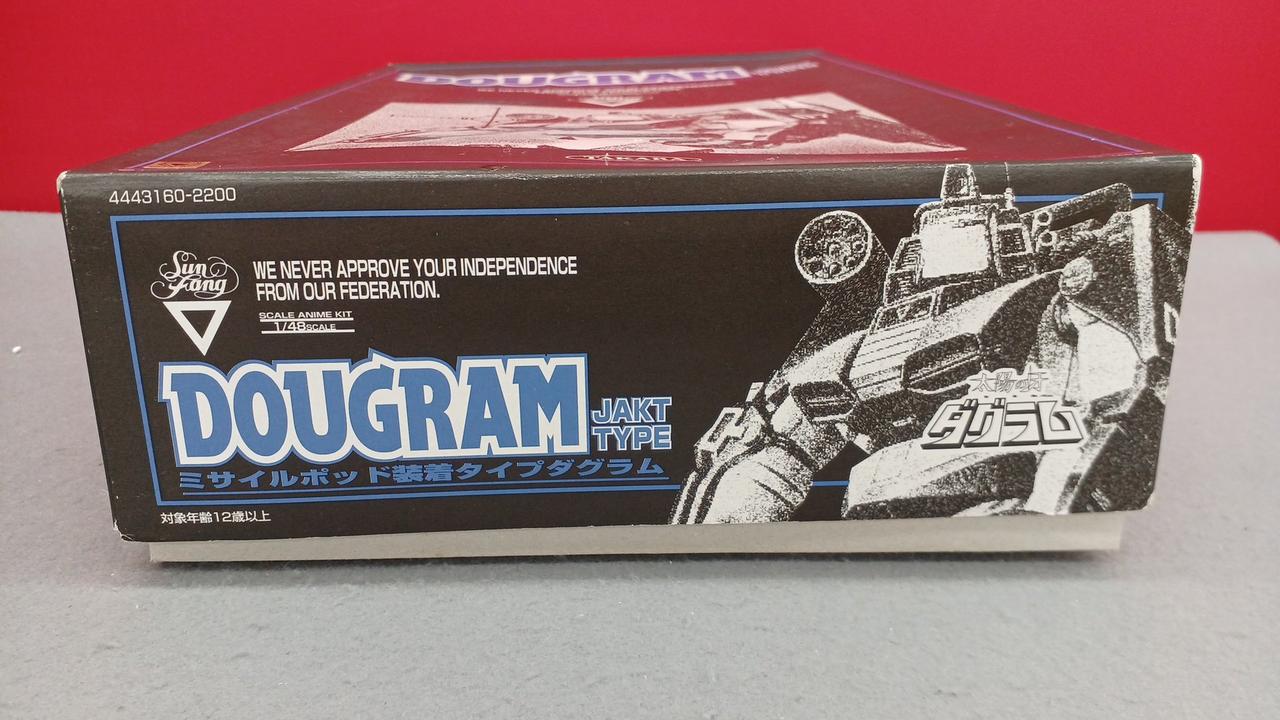 DOUGRAM
TAKARA
4443160-2200
Sun Fang
WE NEVER APPROVE YOUR INDEPENDENCE
FROM OUR FEDERATION.
SCALE ANIME KIT
1/48SCALE
DOUGRAM
JAKT
TYPE
ミサイルポッド装着タイプダグラム
対象年齢12歳以上
太陽の牙
ダグラム